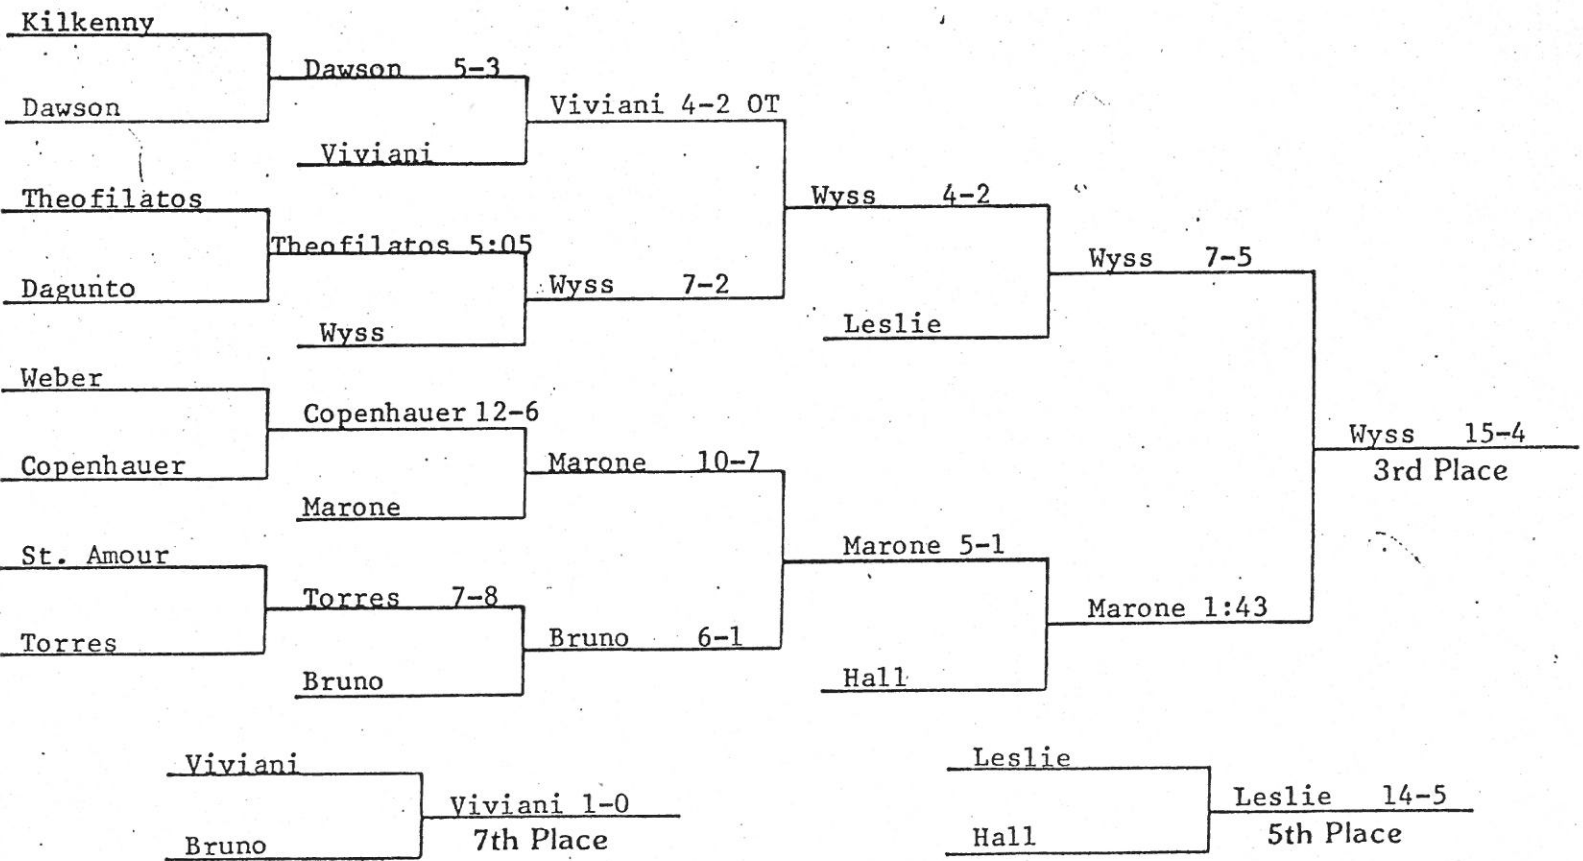 Kilkenny
Dawson 5-3
Dawson
Viviani 4-2 OT
Viviani
Theofilatos
Wyss 4-2
Theofilatos 5:05
Wyss 7-5
Dagunto
Wyss 7-2
Wyss
Leslie
Weber
Copenhauer 12-6
Wyss 15-4
3rd Place
Copenhauer
Marone 10-7
Marone
St. Amour
Marone 5-1
Torres 7-8
Marone 1:43
Torres
Bruno 6-1
Bruno
Hall
Viviani
Viviani 1-0
7th Place
Bruno
Leslie
Leslie 14-5
5th Place
Hall